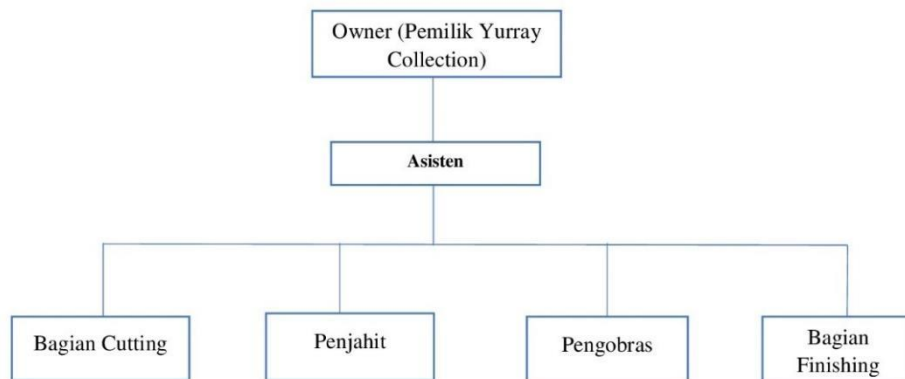 Owner (Pemilik Yurray
Collection)
Asisten
Bagian Cutting
Penjahit
Pengobras
Bagian
Finishing